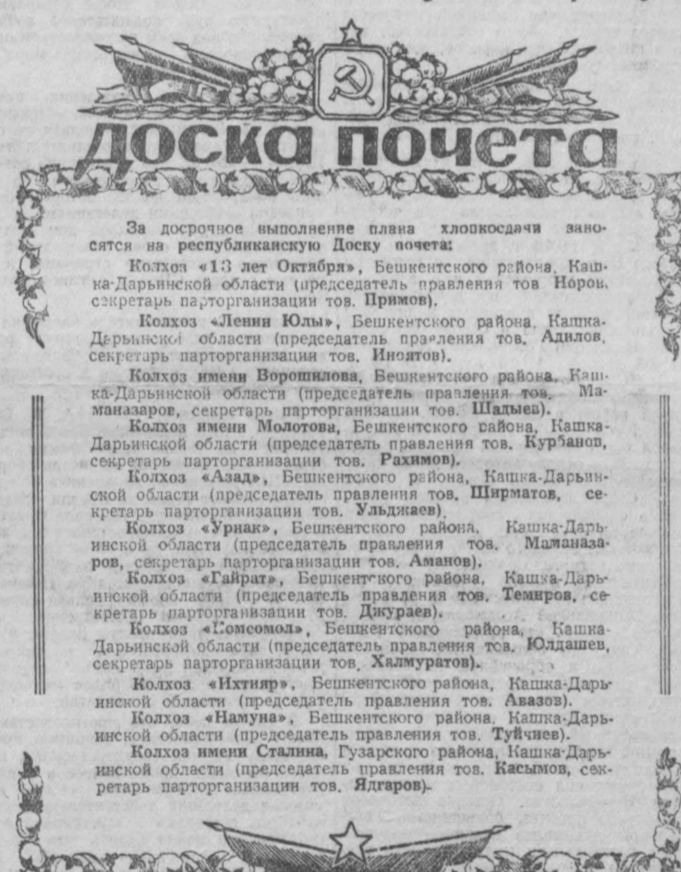 ДОСКА ПОЧЕТА
За досрочное выполнение плана хлопкосдачи зано-
сятся на республиканскую Доску почета:
Колхоз «13 лет Октября», Бешкентского района, Каш-
ка-Дарьинской области (председатель правления тов Норов,
секретарь парторганизации тов. Примов).
Колхоз «Ленин Юлы», Бешкентского района, Кашка-
Дарьинской области (председатель правления тов. Адилов,
секретарь парторганизации тов. Иноятов).
Колхоз имени Ворошилова, Бешкентского района, Каш-
ка-Дарьинской области (председатель правления тов. Ма-
маназаров, секретарь парторганизации тов. Шадыев).
Колхоз имени Молотова, Бешкентского района, Кашка-
Дарьинской области (председатель правления тов. Курбанов,
секретарь парторганизации тов. Рахимов).
Колхоз «Азад», Бешкентского района, Кашка-Дарьин-
ской области (председатель правления тов. Ширматов, се-
кретарь парторганизации тов. Ульджаев).
Колхоз «Уртак», Бешкентского района, Кашка-Дарь-
инской области (председатель правления тов. Маманаза-
ров, секретарь парторганизации тов. Аманов).
Колхоз «Гайрат», Бешкентского района, Кашка-Дарь-
инской области (председатель правления тов. Темиров, се-
кретарь парторганизации тов. Джураев).
Колхоз «Комсомол», Бешкентского района, Кашка-
Дарьинской области (председатель правления тов. Юлдашев,
секретарь парторганизации тов. Халмуратов).
Колхоз «Ихтияр», Бешкентского района, Кашка-Дарь-
инской области (председатель правления тов. Авазов).
Колхоз «Намуна», Бешкентского района, Кашка-Дарь-
инской области (председатель правления тов. Туйчиев).
Колхоз имени Сталина, Гузарского района, Кашка-Дарь-
инской области (председатель правления тов. Касымов, сек-
ретарь парторганизации тов. Ядгаров).